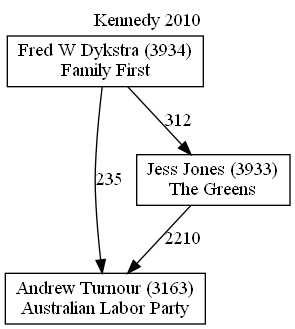 Kennedy 2010
Fred W Dykstra (3934)
Family First
312
Jess Jones (3933)
The Greens
235
2210
Andrew Turnour (3163)
Australian Labor Party